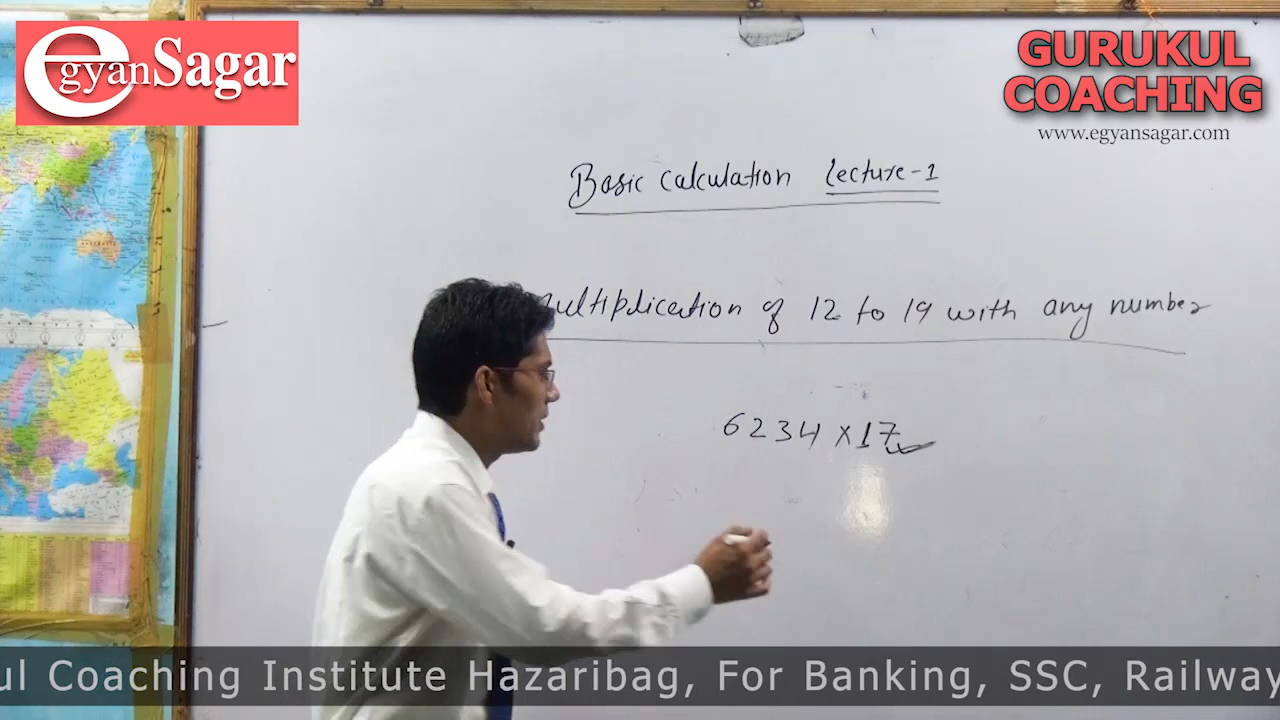 egyanSagar
GURUKUL
COACHING
www.egyansagar.com
Basic Calculation Lecture-1
Multiplication of 12 to 19 with any number
6234 × 17
ul Coaching Institute Hazaribag, For Banking, SSC, Railway